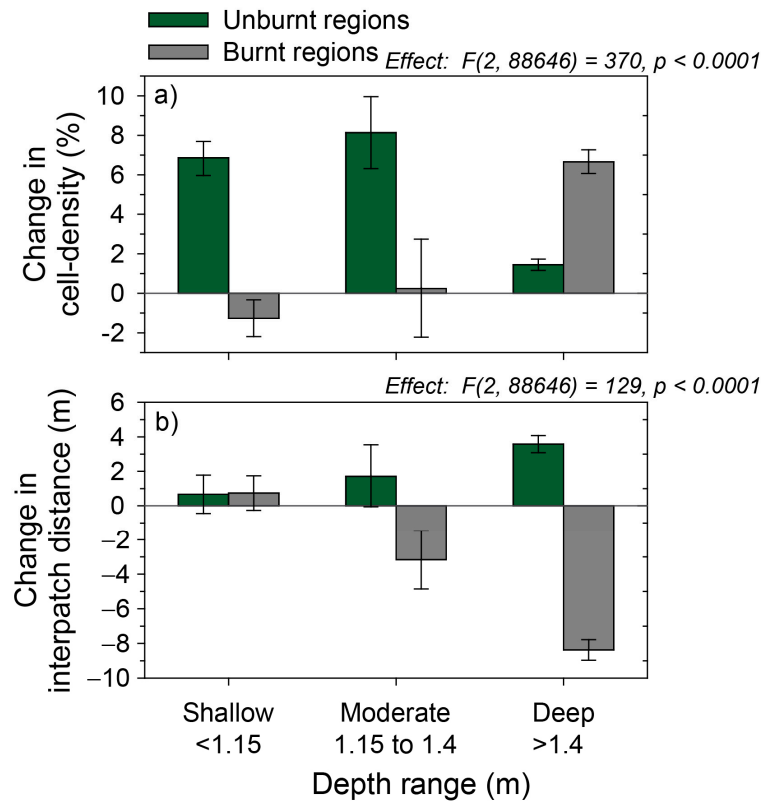 Unburnt regions
Burnt regions
Effect: F(2, 88646) = 370, p < 0.0001
a)
Change in
cell-density (%)
10
8
6
4
2
0
-2
Effect: F(2, 88646) = 129, p < 0.0001
b)
Change in
interpatch distance (m)
6
4
2
0
−2
−4
−6
−8
−10
Shallow
<1.15
Moderate
1.15 to 1.4
Deep
>1.4
Depth range (m)